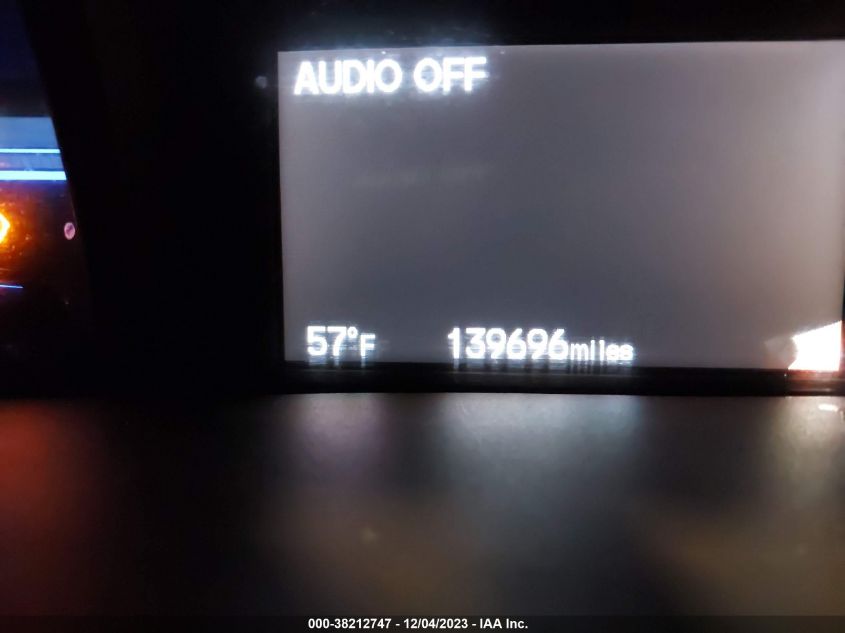 AUDIO OFF
57°F 139696miles
000-38212747 - 12/04/2023 - IAA Inc.